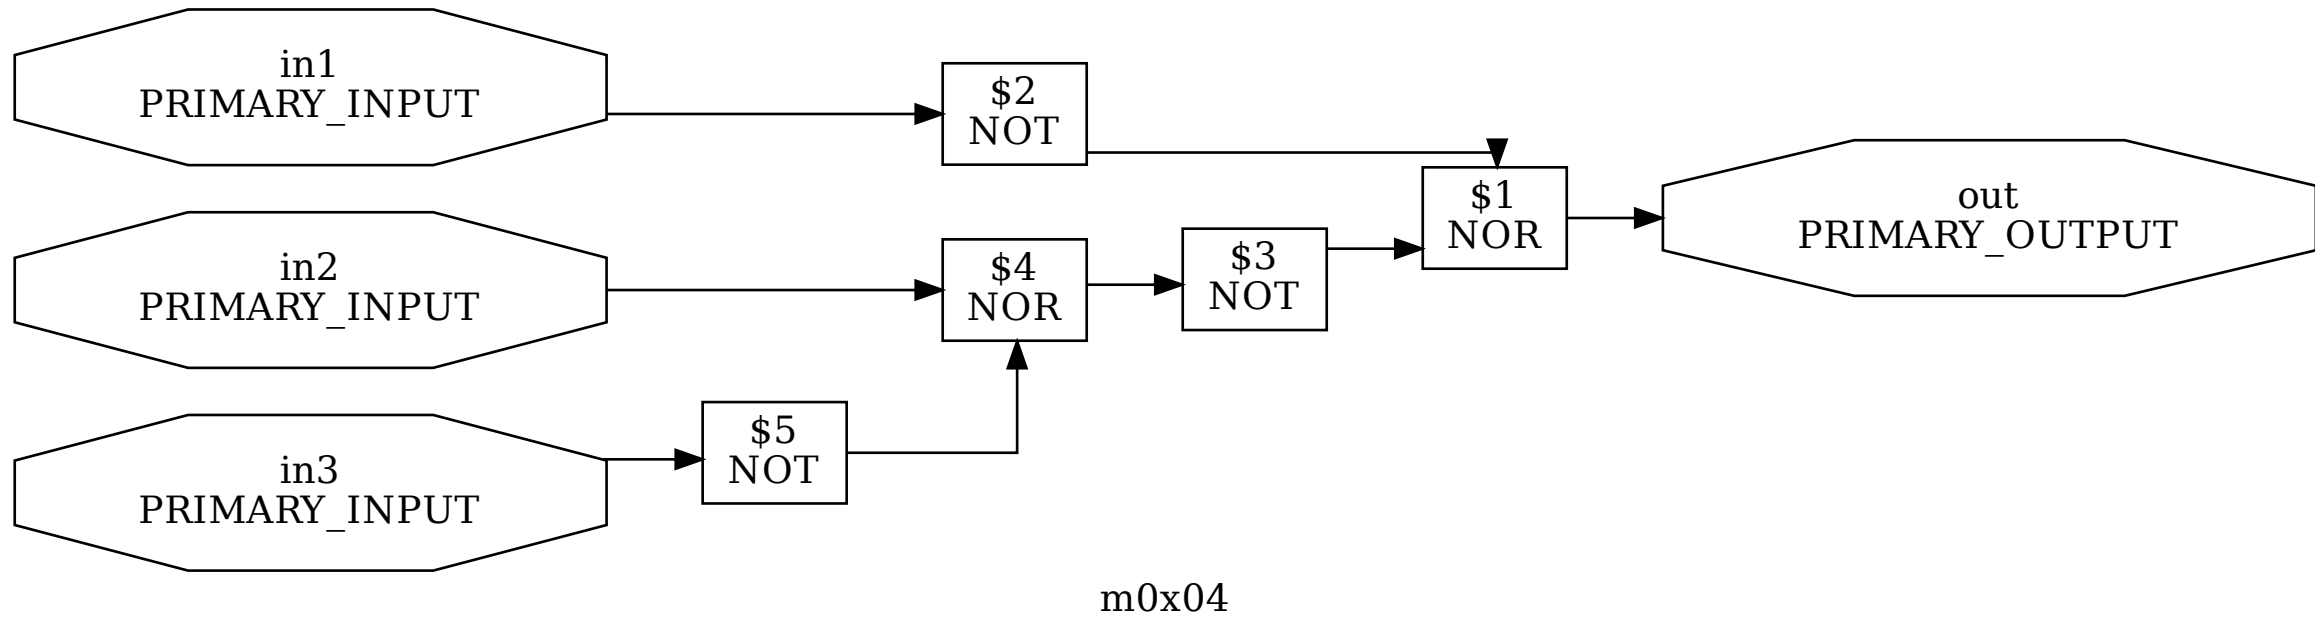 in1
PRIMARY_INPUT
$2
NOT
$1
NOR
out
PRIMARY_OUTPUT
in2
PRIMARY_INPUT
$4
NOR
$3
NOT
in3
PRIMARY_INPUT
$5
NOT
m0x04